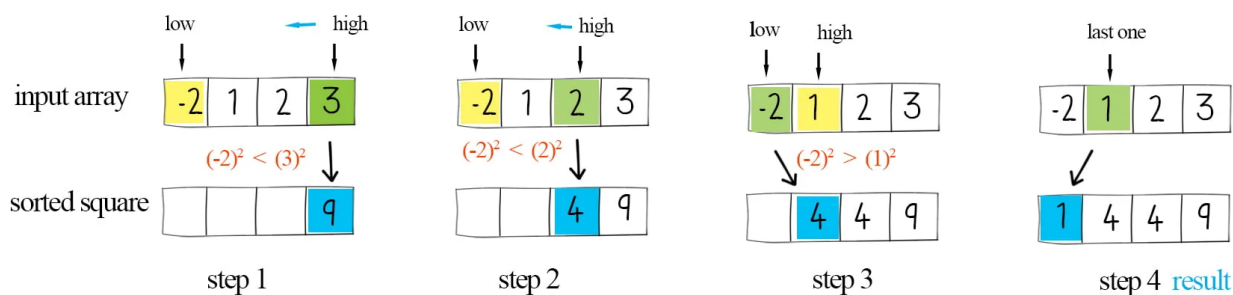 low high low high low high last one
input array -2 1 2 3 -2 1 2 3 -2 1 2 3 -2 1 2 3
(-2)² < (3)² (-2)² < (2)² (-2)² > (1)²
sorted square 9 4 9 4 4 9 1 4 4 9
step 1 step 2 step 3 step 4 result